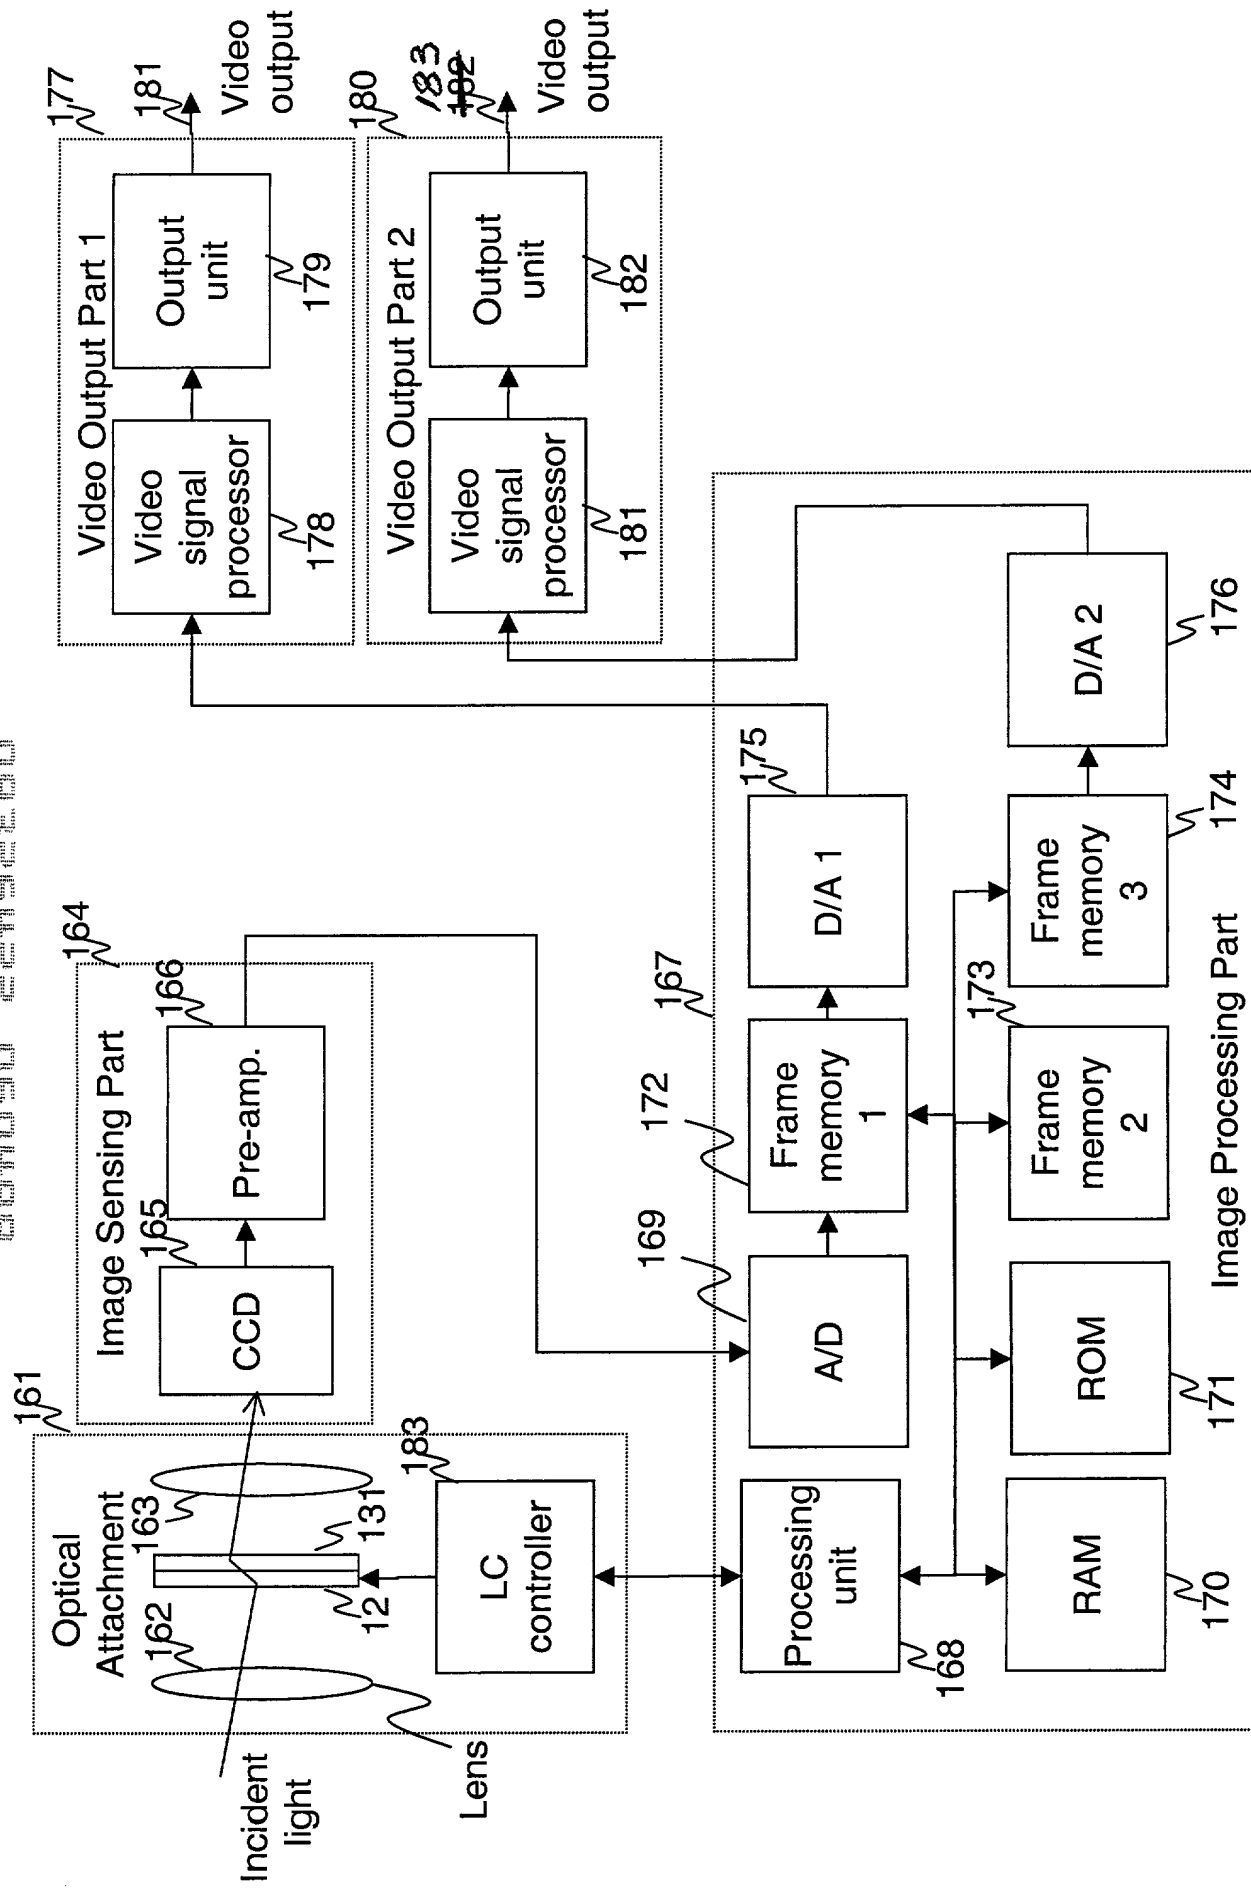 Incident
light
Lens
Optical
Attachment
161
162
163
12
131
LC
controller
183
Image Sensing Part
164
CCD
165
Pre-amp.
166
Video Output Part 1
177
Video
signal
processor
178
Output
unit
179
181
Video
output
Video Output Part 2
180
Video
signal
processor
181
Output
unit
182
183
182
Video
output
167
Processing
unit
168
A/D
169
Frame
memory
1
172
D/A 1
175
RAM
170
ROM
171
Frame
memory
2
173
Frame
memory
3
174
D/A 2
176
Image Processing Part